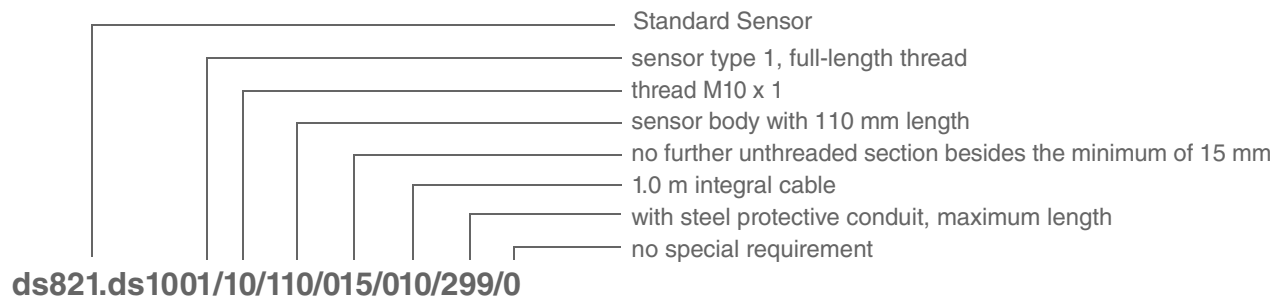 Standard Sensor
sensor type 1, full-length thread
thread M10 x 1
sensor body with 110 mm length
no further unthreaded section besides the minimum of 15 mm
1.0 m integral cable
with steel protective conduit, maximum length
no special requirement
ds821.ds1001/10/110/015/010/299/0